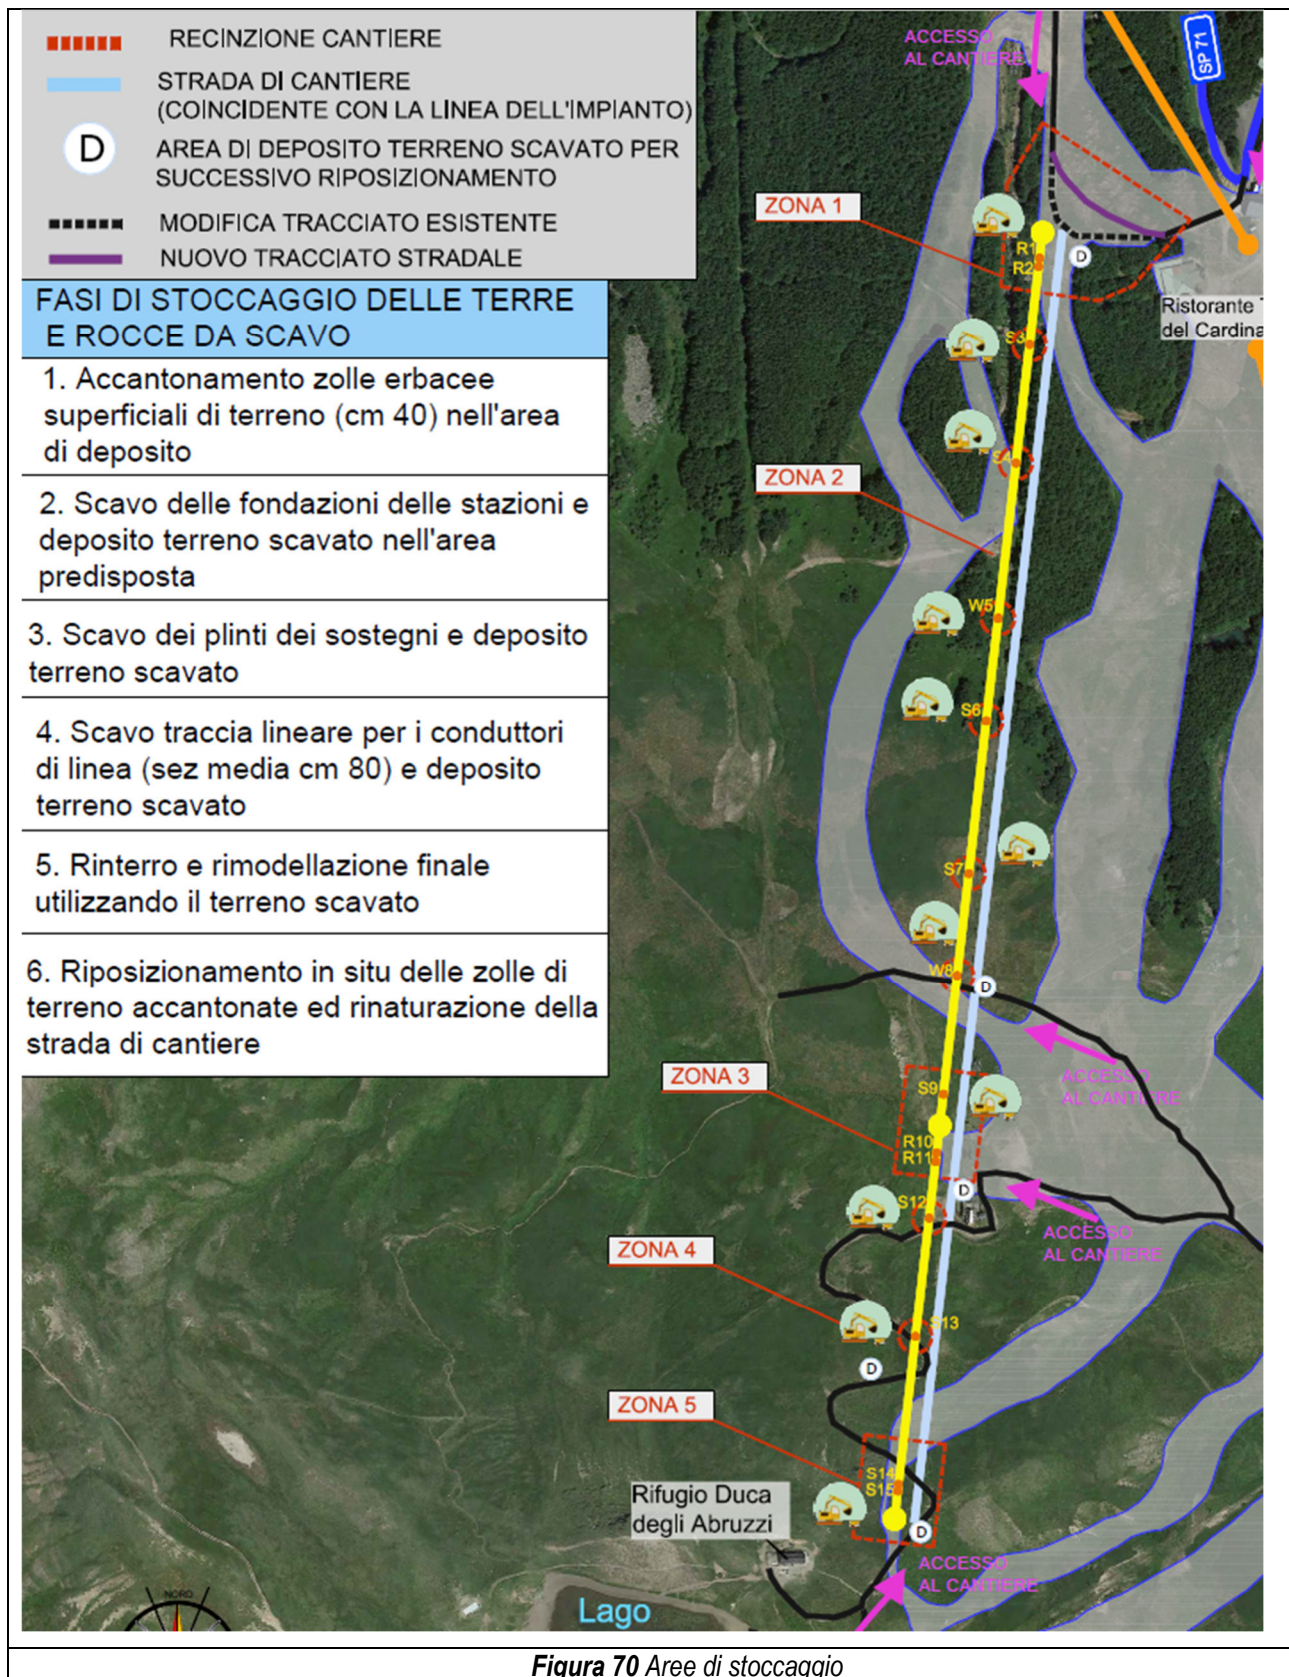 RECINZIONE CANTIERE
STRADA DI CANTIERE
(COINCIDENTE CON LA LINEA DELL'IMPIANTO)
D
AREA DI DEPOSITO TERRENO SCAVATO PER
SUCCESSIVO RIPOSIZIONAMENTO
MODIFICA TRACCIATO ESISTENTE
NUOVO TRACCIATO STRADALE
FASI DI STOCCAGGIO DELLE TERRE
E ROCCE DA SCAVO
1. Accantonamento zolle erbacee
superficiali di terreno (cm 40) nell'area
di deposito
2. Scavo delle fondazioni delle stazioni e
deposito terreno scavato nell'area
predisposta
3. Scavo dei plinti dei sostegni e deposito
terreno scavato
4. Scavo traccia lineare per i conduttori
di linea (sez media cm 80) e deposito
terreno scavato
5. Rinterro e rimodellazione finale
utilizzando il terreno scavato
6. Riposizionamento in situ delle zolle di
terreno accantonate ed rinaturazione della
strada di cantiere
ACCESSO
AL CANTIERE
SP 71
ZONA 1
R1
R2
D
Ristorante
del Cardina
S3
S4
ZONA 2
W5
S6
S7
W8
D
ACCESSO
AL CANTIERE
ZONA 3
S9
R10
R11
D
S12
ACCESSO
AL CANTIERE
ZONA 4
S13
D
ZONA 5
S14
S15
Rifugio Duca
degli Abruzzi
D
ACCESSO
AL CANTIERE
NORD
Lago
Figura 70 Aree di stoccaggio